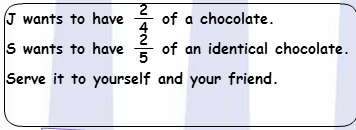 J wants to have 2/4 of a chocolate.
S wants to have 2/5 of an identical chocolate.
Serve it to yourself and your friend.